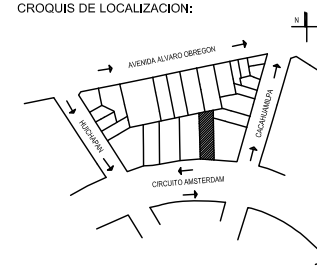 CROQUIS DE LOCALIZACION:
N
AVENIDA ALVARO OBREGON
HUICHAPAN
CACAHUAMILPA
CIRCUITO AMSTERDAM